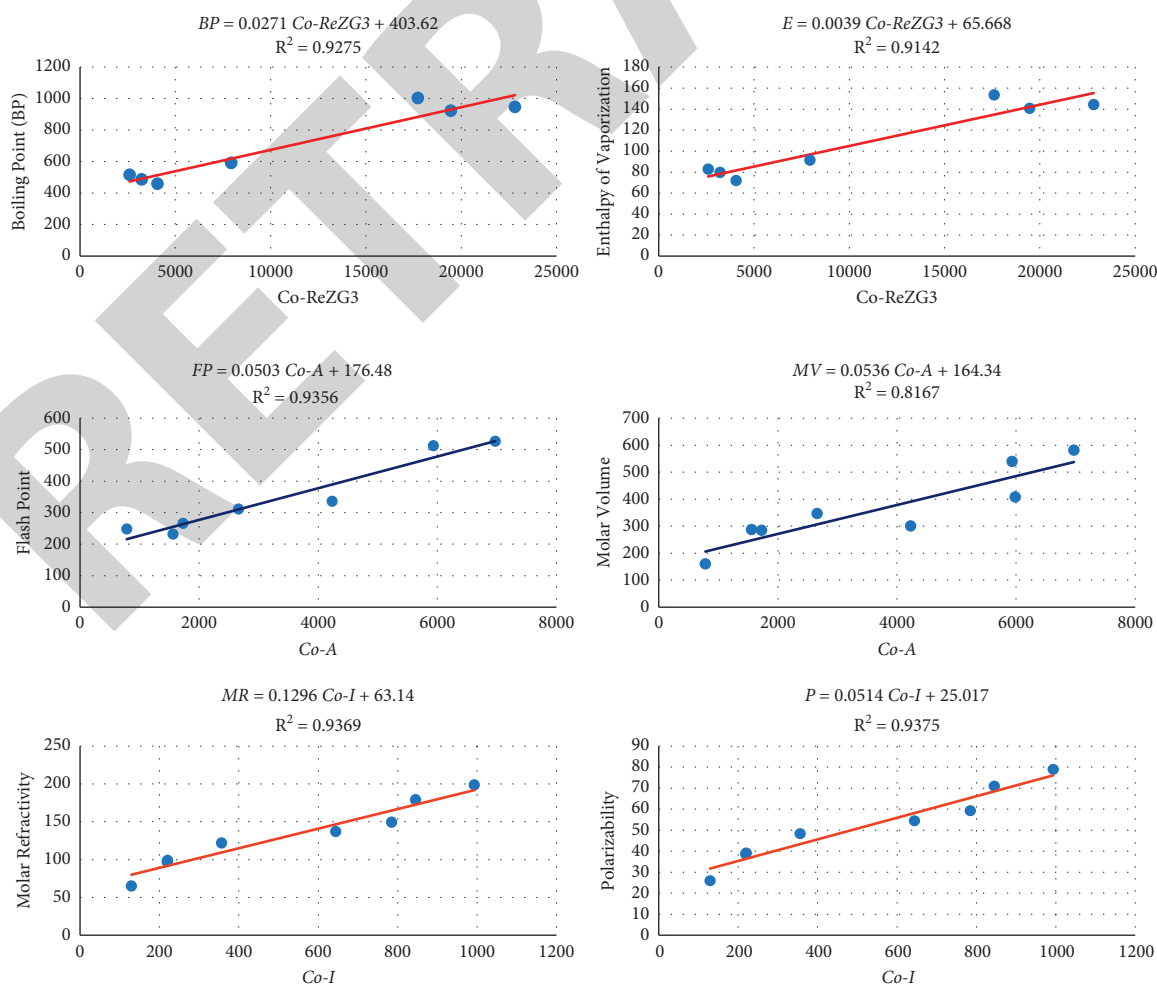 BP = 0.0271 Co-ReZG3 + 403.62
R² = 0.9275
1200
1000
800
600
400
200
0
Boiling Point (BP)
0 5000 10000 15000 20000 25000
Co-ReZG3
E = 0.0039 Co-ReZG3 + 65.668
R² = 0.9142
180
160
140
120
100
80
60
40
20
0
Enthalpy of Vaporization
0 5000 10000 15000 20000 25000
Co-ReZG3
FP = 0.0503 Co-A + 176.48
R² = 0.9356
600
500
400
300
200
100
0
Flash Point
0 2000 4000 6000 8000
Co-A
MV = 0.0536 Co-A + 164.34
R² = 0.8167
700
600
500
400
300
200
100
0
Molar Volume
0 2000 4000 6000 8000
Co-A
MR = 0.1296 Co-I + 63.14
R² = 0.9369
250
200
150
100
50
0
Molar Refractivity
0 200 400 600 800 1000 1200
Co-I
P = 0.0514 Co-I + 25.017
R² = 0.9375
90
80
70
60
50
40
30
20
10
0
Polarizability
0 200 400 600 800 1000 1200
Co-I
RETRA